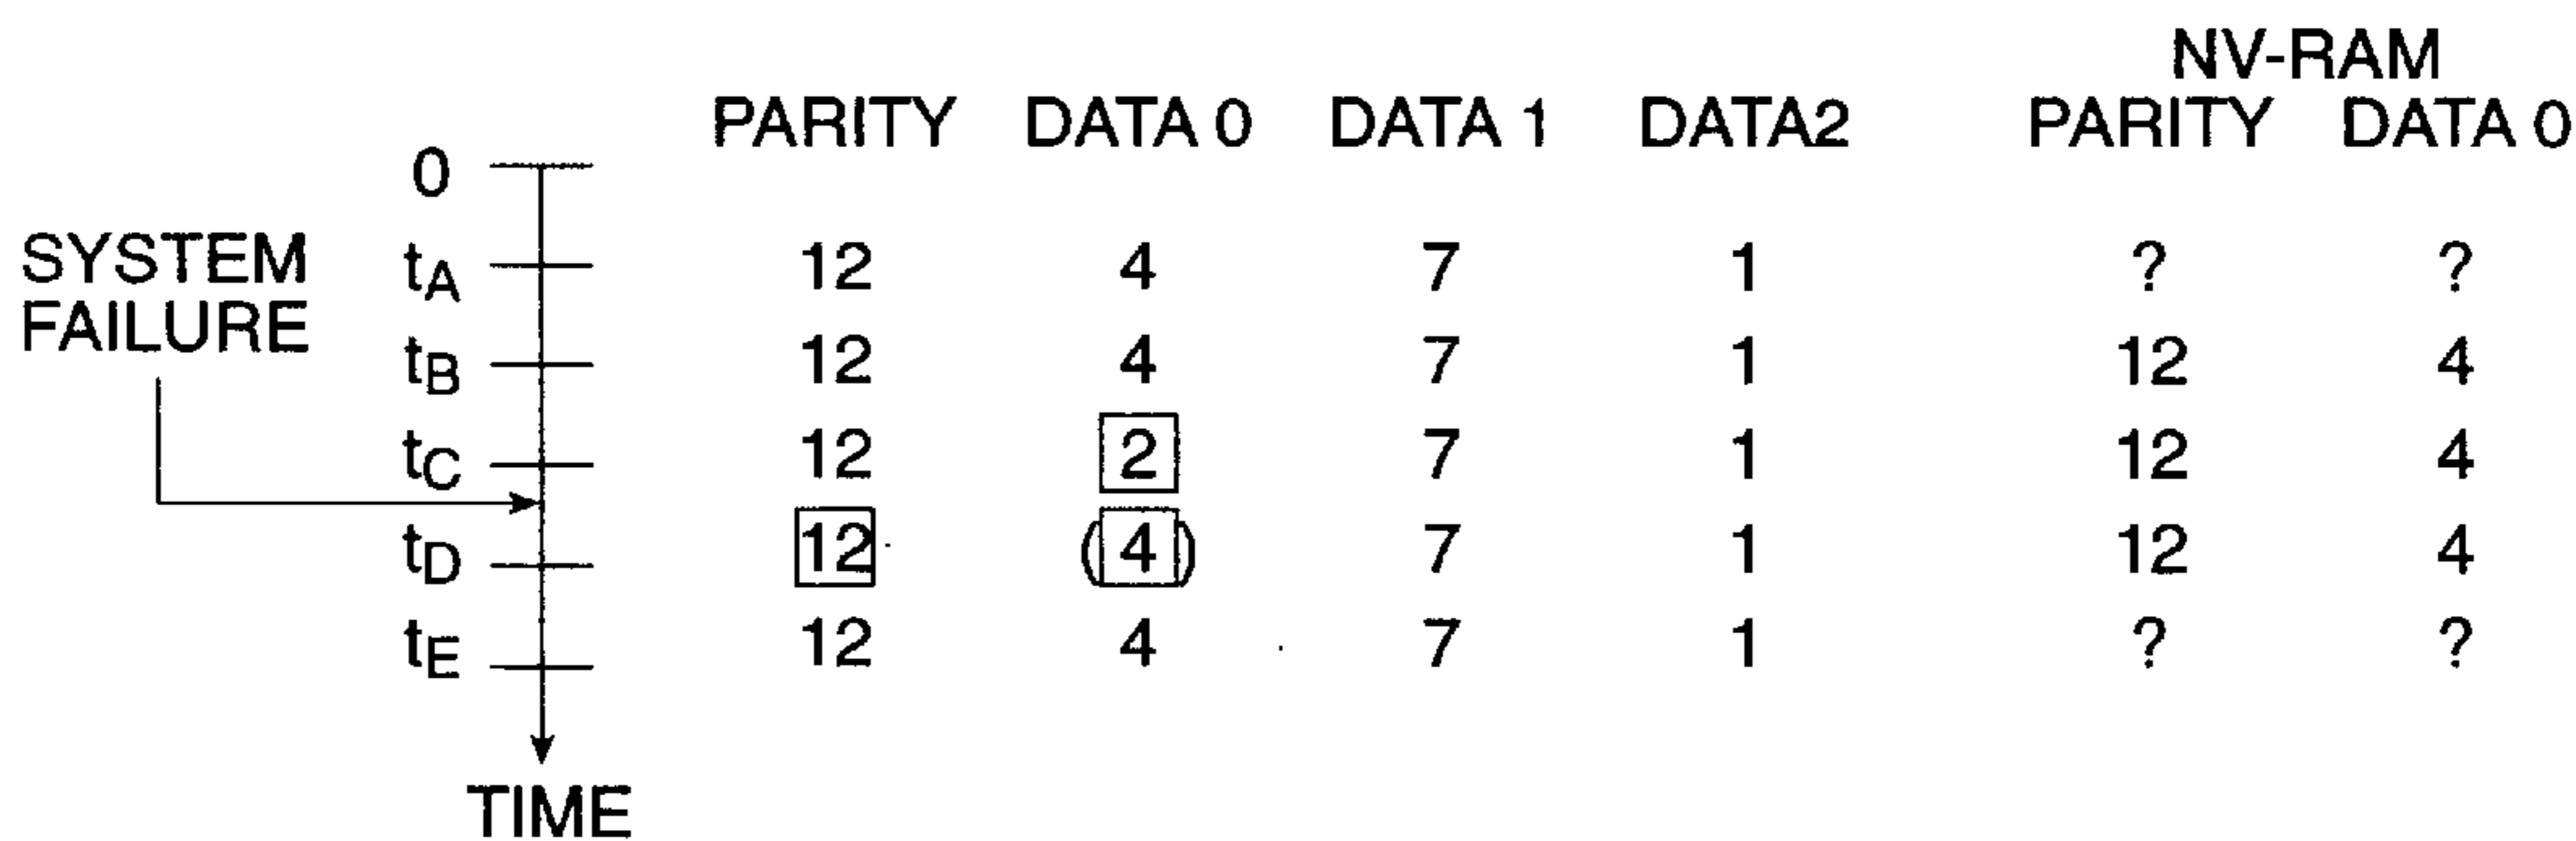 NV-RAM
PARITY DATA 0 DATA 1 DATA2 PARITY DATA 0
0
SYSTEM
FAILURE
tA 12 4 7 1 ? ?
tB 12 4 7 1 12 4
tC 12 2 7 1 12 4
tD 12 (4) 7 1 12 4
tE 12 4 7 1 ? ?
TIME